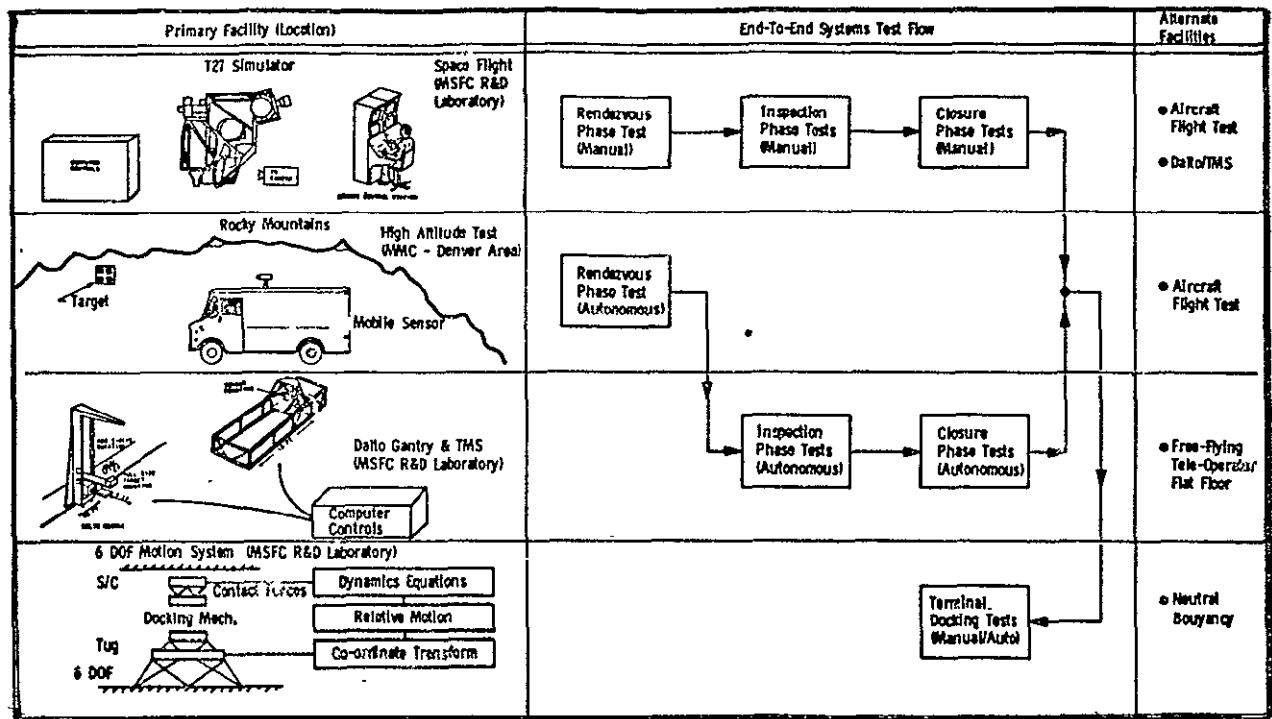 Primary Facility (Location)
End-To-End Systems Test Flow
Alternate
Facilities
T27 Simulator
Space Flight
(MSFC R&D
Laboratory)
Rendezvous
Phase Test
(Manual)
Inspection
Phase Tests
(Manual)
Closure
Phase Tests
(Manual)
● Aircraft
Flight Test
● Dalto/TMS
Rocky Mountains
High Altitude Test
(MMC - Denver Area)
Target
Mobile Sensor
Rendezvous
Phase Test
(Autonomous)
● Aircraft
Flight Test
Dalto Gantry & TMS
(MSFC R&D Laboratory)
Computer
Controls
Inspection
Phase Tests
(Autonomous)
Closure
Phase Tests
(Autonomous)
● Free-Flying
Tele-Operator
Flat Floor
6 DOF Motion System (MSFC R&D Laboratory)
S/C
Contact Forces
Docking Mech.
Tug
6 DOF
Dynamics Equations
Relative Motion
Co-ordinate Transform
Terminal
Docking Tests
(Manual/Auto)
● Neutral
Bouyancy